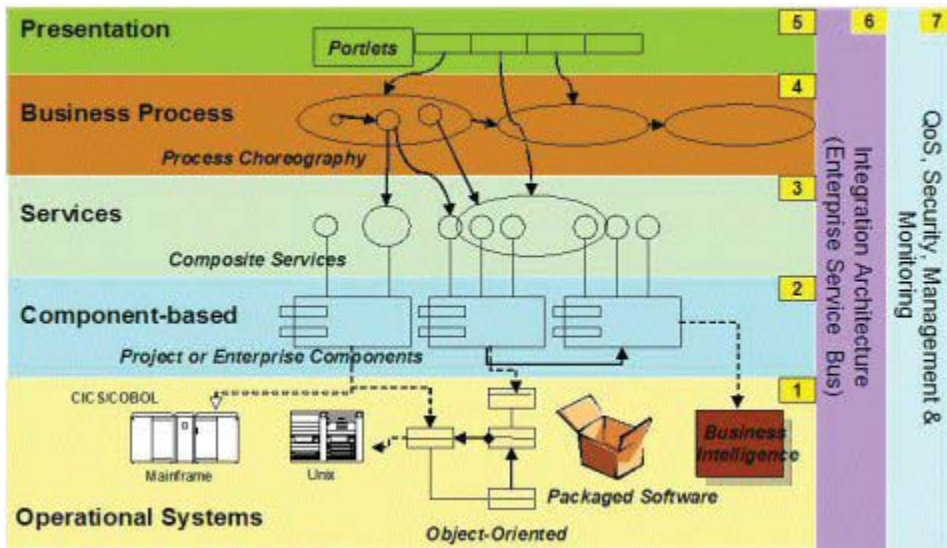 Presentation
Portlets
5
6
7
Business Process
4
Process Choreography
Services
3
Composite Services
Component-based
2
Project or Enterprise Components
1
CICS/COBOL
Mainframe
Unix
Object-Oriented
Packaged Software
Business
Intelligence
Operational Systems
Integration Architecture
(Enterprise Service Bus)
QoS, Security, Management &
Monitoring